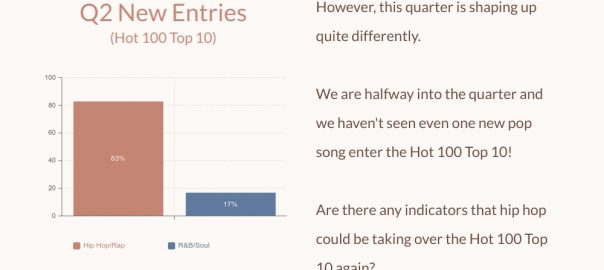 Q2 New Entries
(Hot 100 Top 10)
100
80
60
40
20
0
83%
17%
Hip Hop/Rap
R&B/Soul
However, this quarter is shaping up
quite differently.
We are halfway into the quarter and
we haven't seen even one new pop
song enter the Hot 100 Top 10!
Are there any indicators that hip hop
could be taking over the Hot 100 Top
10 again?